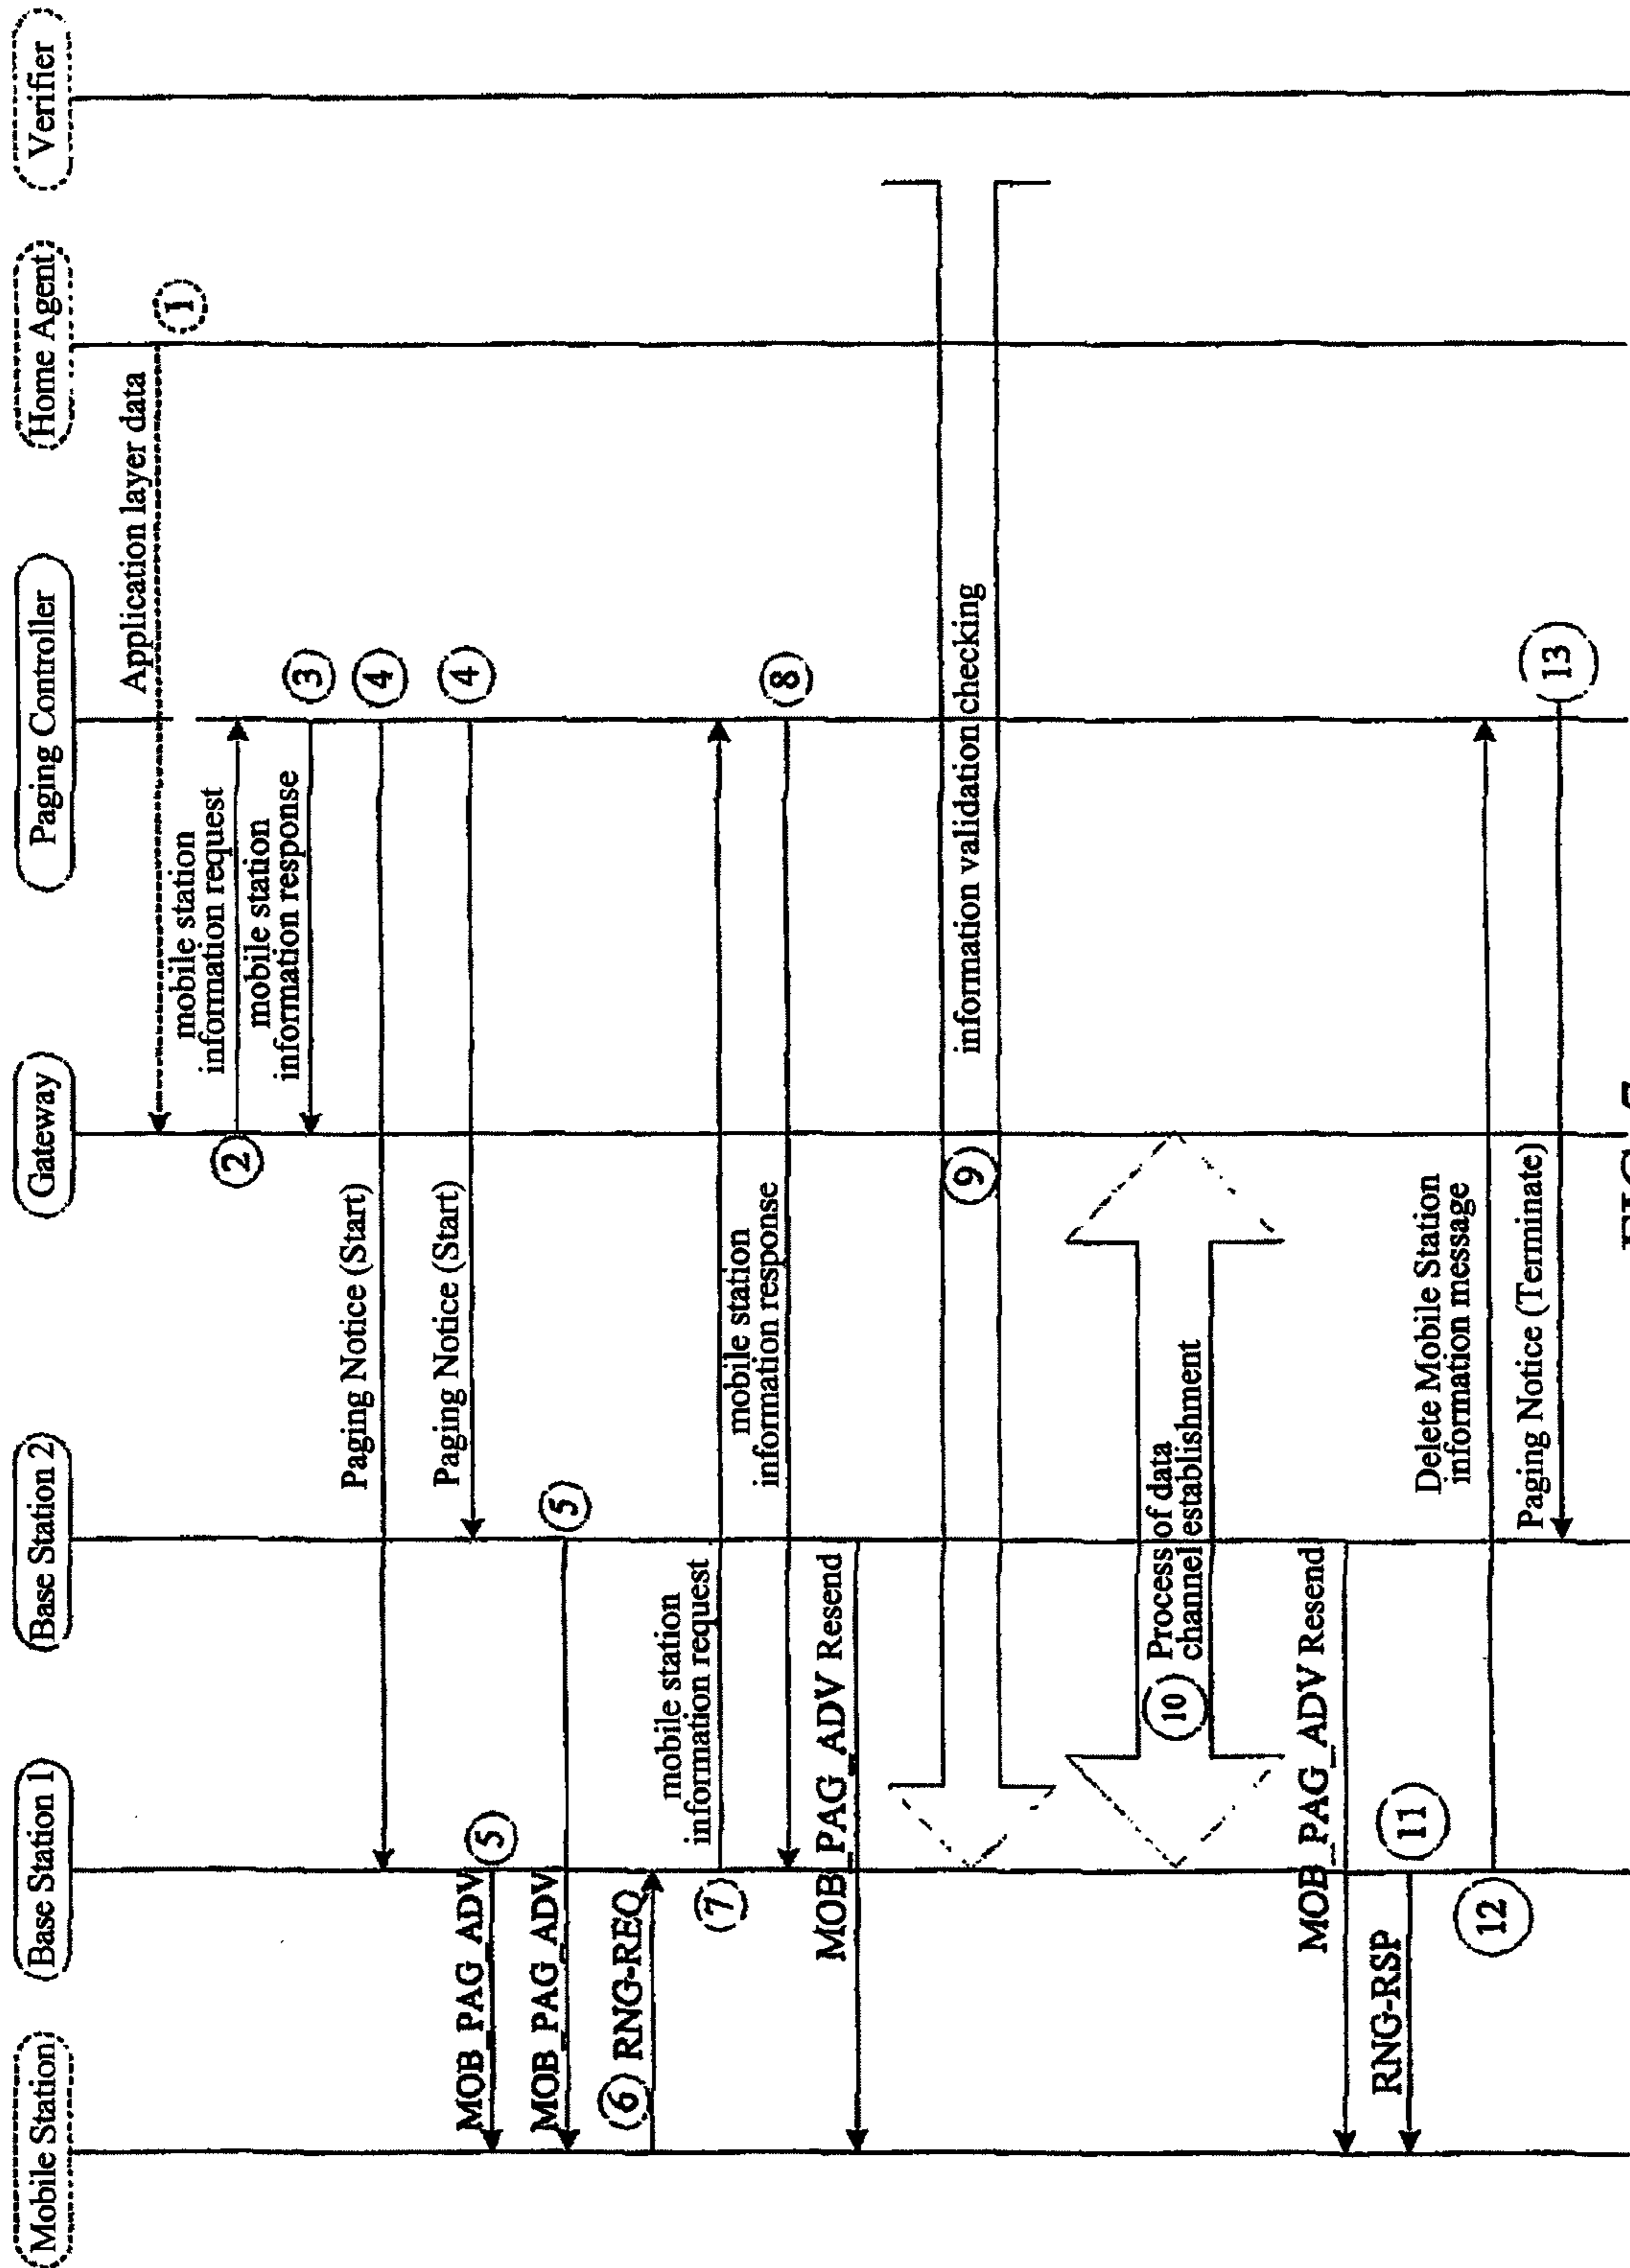 Mobile Station
Base Station 1
Base Station 2
Gateway
Paging Controller
Home Agent
Verifier
Application layer data
1
mobile station
information request
2
mobile station
information response
3
Paging Notice (Start)
4
Paging Notice (Start)
4
MOB_PAG_ADV
5
MOB_PAG_ADV
5
6 RNG-REQ
mobile station
information request
7
mobile station
information response
8
MOB_PAG_ADV Resend
9
information validation checking
10
Process of data
channel establishment
MOB_PAG_ADV Resend
RNG-RSP
11
12
Delete Mobile Station
information message
Paging Notice (Terminate)
13